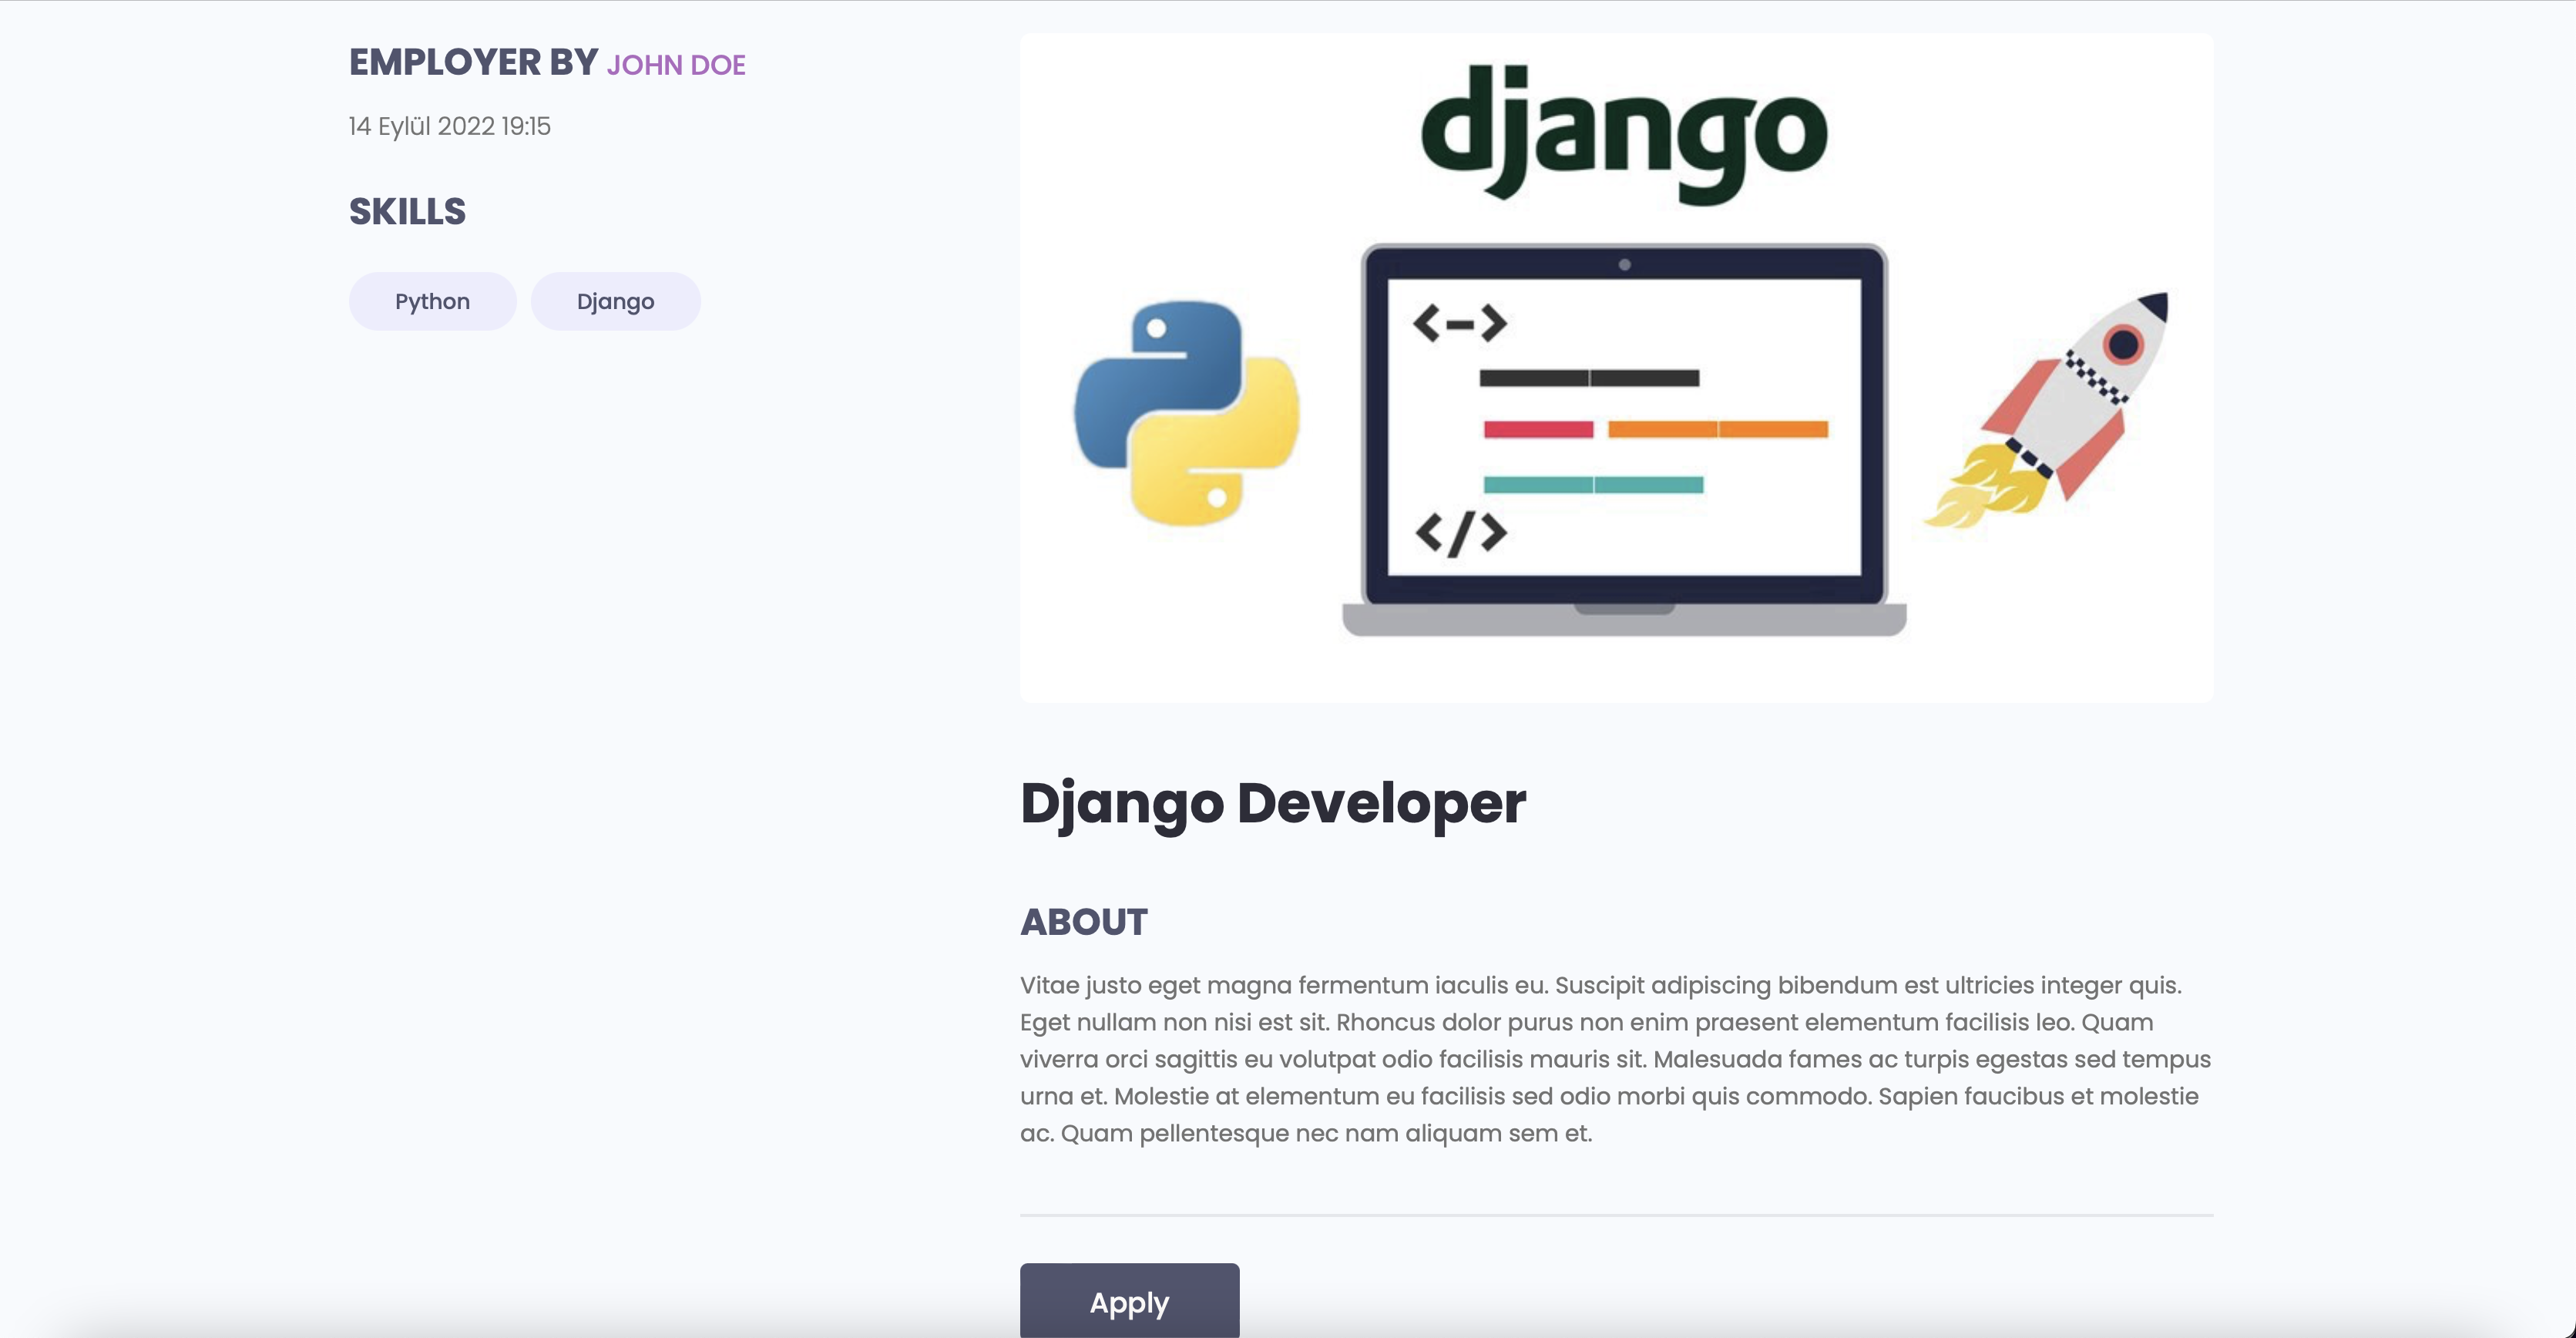 EMPLOYER BY JOHN DOE
14 Eylül 2022 19:15
SKILLS
Python Django
django
<->
</>
Django Developer
ABOUT
Vitae justo eget magna fermentum iaculis eu. Suscipit adipiscing bibendum est ultricies integer quis.
Eget nullam non nisi est sit. Rhoncus dolor purus non enim praesent elementum facilisis leo. Quam
viverra orci sagittis eu volutpat odio facilisis mauris sit. Malesuada fames ac turpis egestas sed tempus
urna et. Molestie at elementum eu facilisis sed odio morbi quis commodo. Sapien faucibus et molestie
ac. Quam pellentesque nec nam aliquam sem et.
Apply